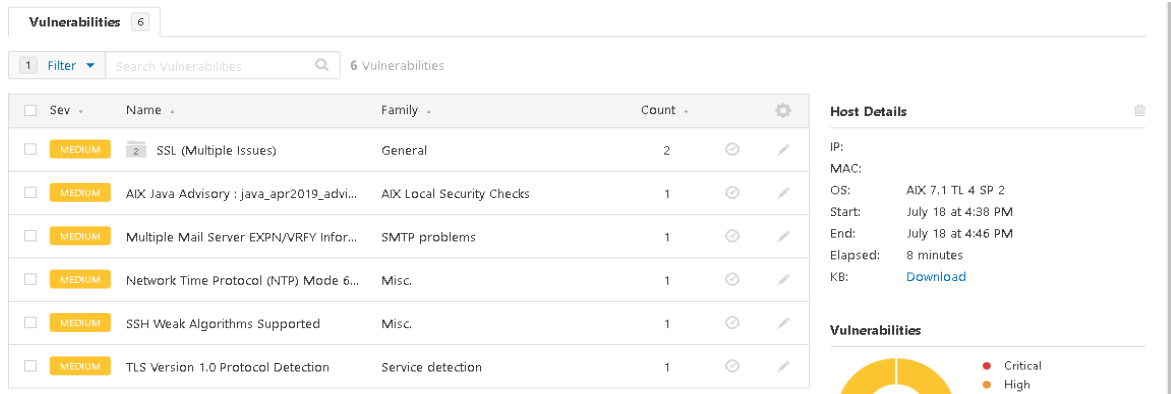 Vulnerabilities 6
1 Filter Search Vulnerabilities 6 Vulnerabilities
Sev Name Family Count
MEDIUM 2 SSL (Multiple Issues) General 2
MEDIUM AIX Java Advisory : java_apr2019_advi... AIX Local Security Checks 1
MEDIUM Multiple Mail Server EXPN/VRFY Infor... SMTP problems 1
MEDIUM Network Time Protocol (NTP) Mode 6... Misc. 1
MEDIUM SSH Weak Algorithms Supported Misc. 1
MEDIUM TLS Version 1.0 Protocol Detection Service detection 1
Host Details
IP:
MAC:
OS: AIX 7.1 TL 4 SP 2
Start: July 18 at 4:38 PM
End: July 18 at 4:46 PM
Elapsed: 8 minutes
KB: Download
Vulnerabilities
Critical
High